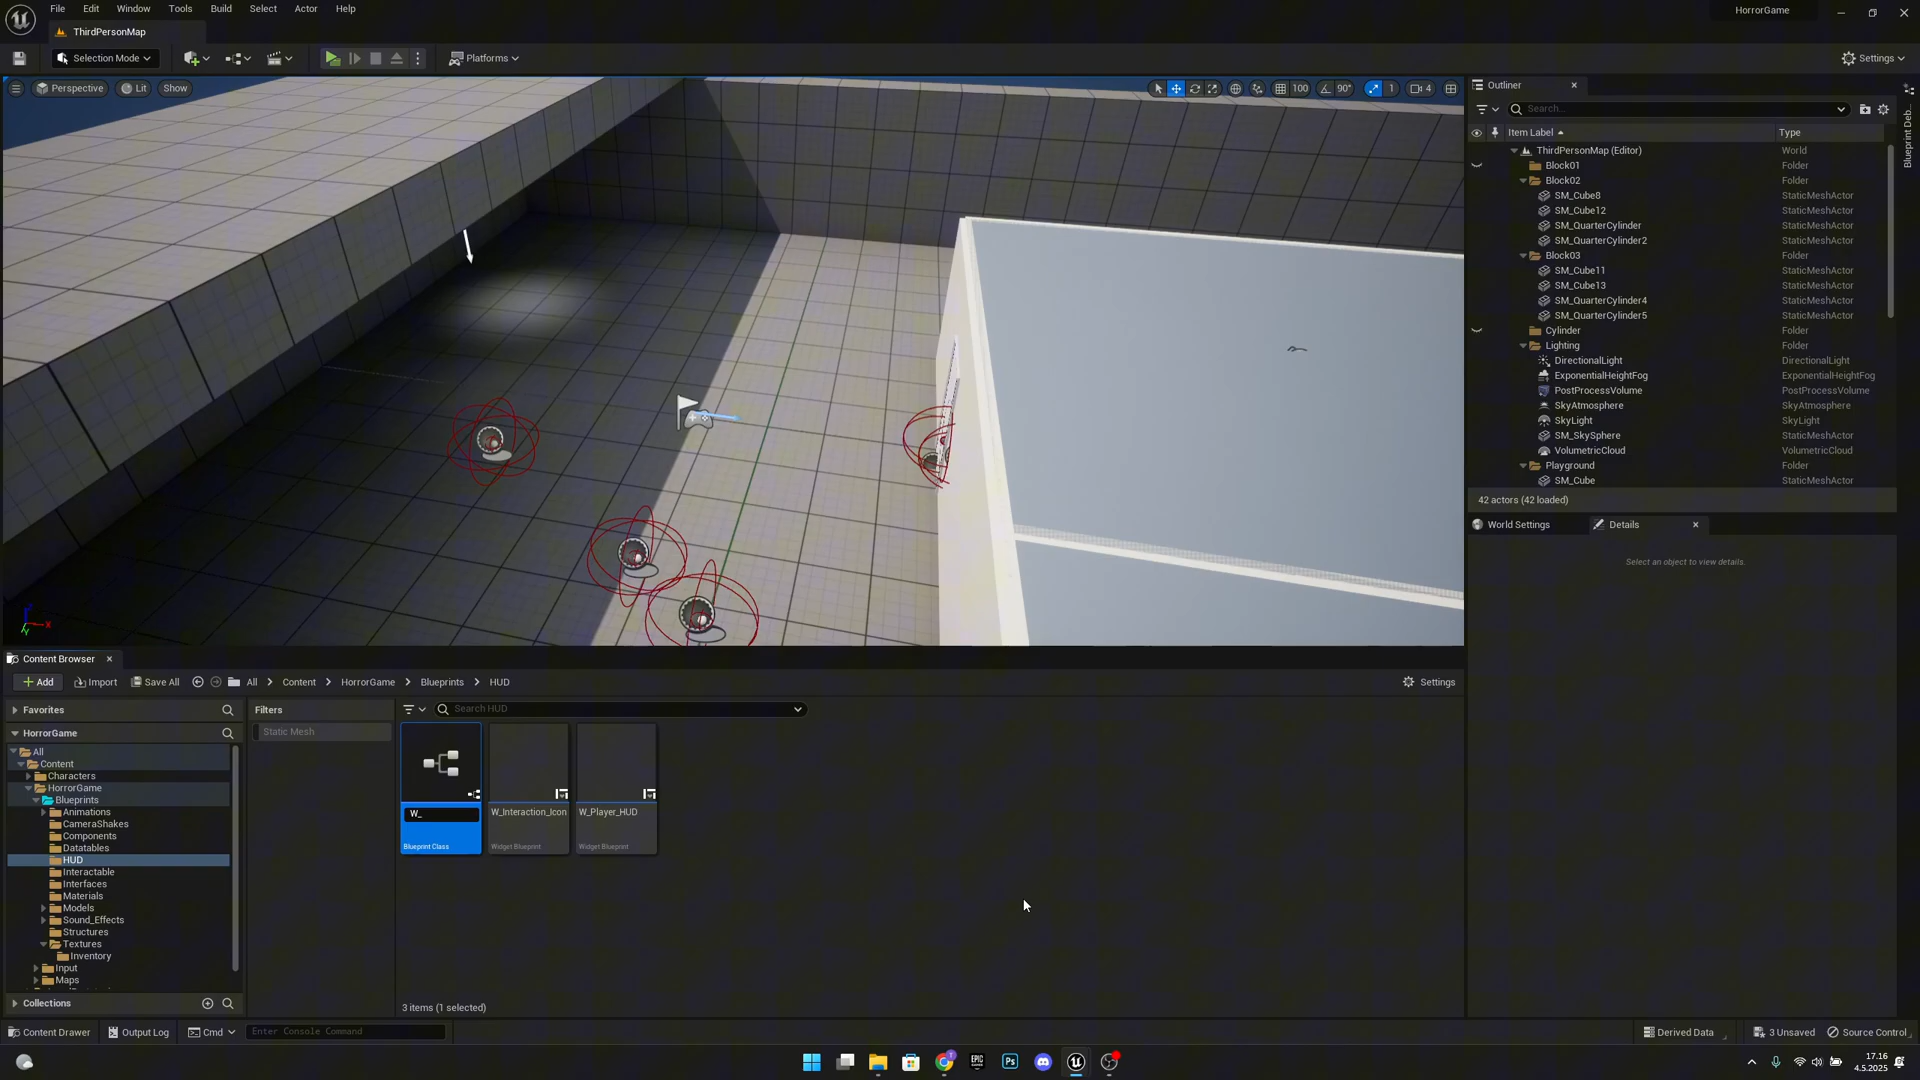 File Edit Window Tools Build Select Actor Help
HorrorGame
ThirdPersonMap
Selection Mode
Platforms
Settings
Perspective
Lit
Show
100
90°
1
4
Outliner
Search...
Item Label
Type
ThirdPersonMap (Editor) World
Block01 Folder
Block02 Folder
SM_Cube8 StaticMeshActor
SM_Cube12 StaticMeshActor
SM_QuarterCylinder StaticMeshActor
SM_QuarterCylinder2 StaticMeshActor
Block03 Folder
SM_Cube11 StaticMeshActor
SM_Cube13 StaticMeshActor
SM_QuarterCylinder4 StaticMeshActor
SM_QuarterCylinder5 StaticMeshActor
Cylinder Folder
Lighting Folder
DirectionalLight DirectionalLight
ExponentialHeightFog ExponentialHeightFog
PostProcessVolume PostProcessVolume
SkyAtmosphere SkyAtmosphere
SkyLight SkyLight
SM_SkySphere StaticMeshActor
VolumetricCloud VolumetricCloud
Playground Folder
SM_Cube StaticMeshActor
42 actors (42 loaded)
Blueprint Deb...
World Settings
Details
Select an object to view details.
Z
X
Y
Content Browser
Add
Import
Save All
All > Content > HorrorGame > Blueprints > HUD
Settings
Favorites
HorrorGame
All
Content
Characters
HorrorGame
Blueprints
Animations
CameraShakes
Components
Datatables
HUD
Interactable
Interfaces
Materials
Models
Sound_Effects
Structures
Textures
Inventory
Input
Maps
Collections
Filters
Static Mesh
Search HUD
W_
Blueprint Class
W_Interaction_Icon
Widget Blueprint
W_Player_HUD
Widget Blueprint
3 items (1 selected)
Content Drawer
Output Log
Cmd
Enter Console Command
Derived Data
3 Unsaved
Source Control
EPIC
Ps
17.16
4.5.2025